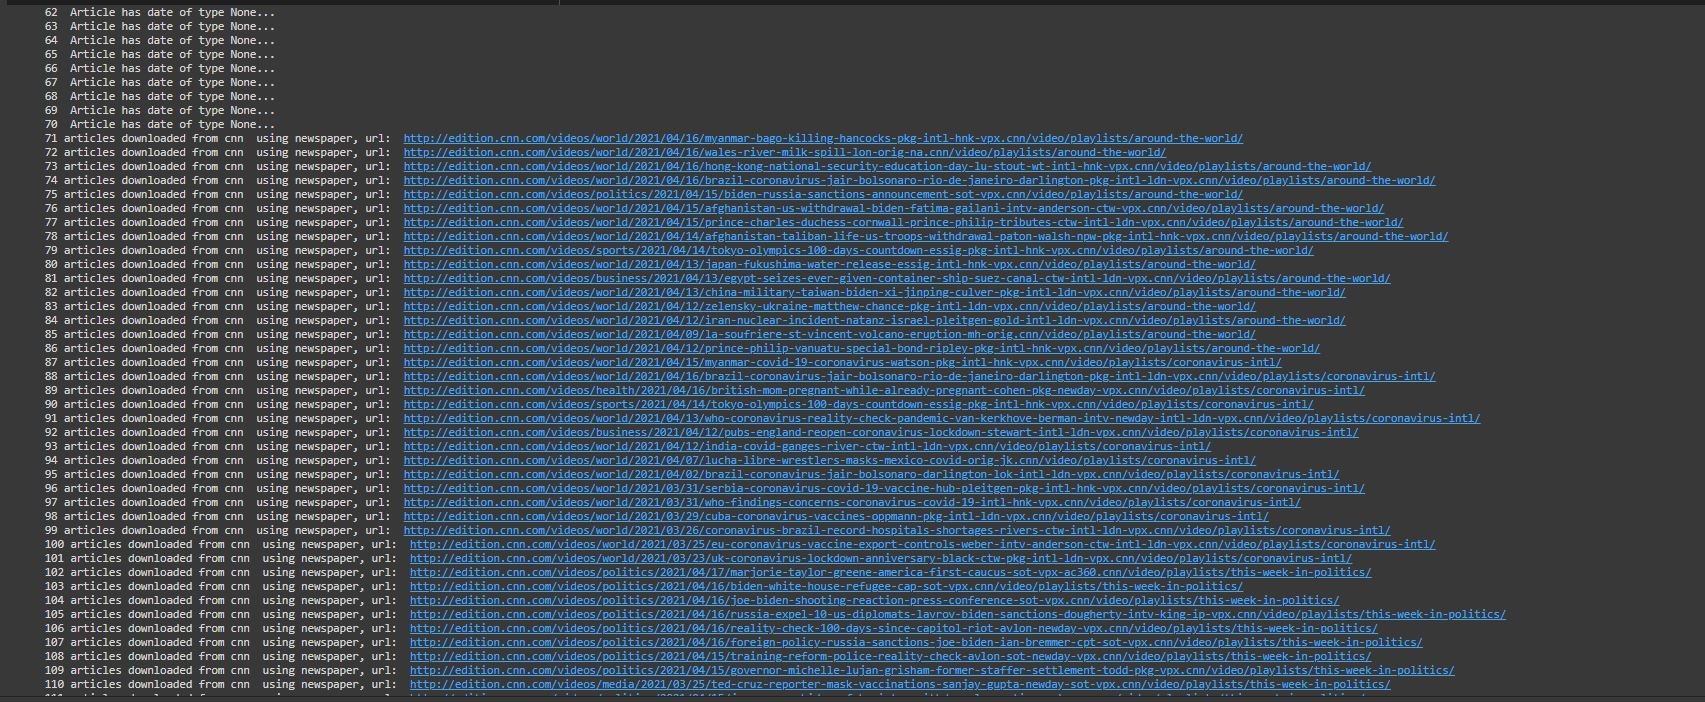 62  Article has date of type None...
63  Article has date of type None...
64  Article has date of type None...
65  Article has date of type None...
66  Article has date of type None...
67  Article has date of type None...
68  Article has date of type None...
69  Article has date of type None...
70  Article has date of type None...
71 articles downloaded from cnn  using newspaper, url:  http://edition.cnn.com/videos/world/2021/04/16/myanmar-bago-killing-hancocks-pkg-intl-hnk-vpx.cnn/video/playlists/around-the-world/
72 articles downloaded from cnn  using newspaper, url:  http://edition.cnn.com/videos/world/2021/04/16/wales-river-milk-spill-lon-orig-na.cnn/video/playlists/around-the-world/
73 articles downloaded from cnn  using newspaper, url:  http://edition.cnn.com/videos/world/2021/04/16/hong-kong-national-security-education-day-lu-stout-wt-intl-hnk-vpx.cnn/video/playlists/around-the-world/
74 articles downloaded from cnn  using newspaper, url:  http://edition.cnn.com/videos/world/2021/04/16/brazil-coronavirus-jair-bolsonaro-rio-de-janeiro-darlington-pkg-intl-ldn-vpx.cnn/video/playlists/around-the-world/
75 articles downloaded from cnn  using newspaper, url:  http://edition.cnn.com/videos/politics/2021/04/15/biden-russia-sanctions-announcement-sot-vpx.cnn/video/playlists/around-the-world/
76 articles downloaded from cnn  using newspaper, url:  http://edition.cnn.com/videos/world/2021/04/15/afghanistan-us-withdrawal-biden-fatima-gailani-intv-anderson-ctw-vpx.cnn/video/playlists/around-the-world/
77 articles downloaded from cnn  using newspaper, url:  http://edition.cnn.com/videos/world/2021/04/15/prince-charles-duchess-cornwall-prince-philip-tributes-ctw-intl-ldn-vpx.cnn/video/playlists/around-the-world/
78 articles downloaded from cnn  using newspaper, url:  http://edition.cnn.com/videos/world/2021/04/14/afghanistan-taliban-life-us-troops-withdrawal-paton-walsh-npw-pkg-intl-hnk-vpx.cnn/video/playlists/around-the-world/
79 articles downloaded from cnn  using newspaper, url:  http://edition.cnn.com/videos/sports/2021/04/14/tokyo-olympics-100-days-countdown-essig-pkg-intl-hnk-vpx.cnn/video/playlists/around-the-world/
80 articles downloaded from cnn  using newspaper, url:  http://edition.cnn.com/videos/world/2021/04/13/japan-fukushima-water-release-essig-intl-hnk-vpx.cnn/video/playlists/around-the-world/
81 articles downloaded from cnn  using newspaper, url:  http://edition.cnn.com/videos/business/2021/04/13/egypt-seizes-ever-given-container-ship-suez-canal-ctw-intl-ldn-vpx.cnn/video/playlists/around-the-world/
82 articles downloaded from cnn  using newspaper, url:  http://edition.cnn.com/videos/world/2021/04/13/china-military-taiwan-biden-xi-jinping-culver-pkg-intl-ldn-vpx.cnn/video/playlists/around-the-world/
83 articles downloaded from cnn  using newspaper, url:  http://edition.cnn.com/videos/world/2021/04/12/zelensky-ukraine-matthew-chance-pkg-intl-ldn-vpx.cnn/video/playlists/around-the-world/
84 articles downloaded from cnn  using newspaper, url:  http://edition.cnn.com/videos/world/2021/04/12/iran-nuclear-incident-natanz-israel-pleitgen-gold-intl-ldn-vpx.cnn/video/playlists/around-the-world/
85 articles downloaded from cnn  using newspaper, url:  http://edition.cnn.com/videos/world/2021/04/09/la-soufriere-st-vincent-volcano-eruption-mh-orig.cnn/video/playlists/around-the-world/
86 articles downloaded from cnn  using newspaper, url:  http://edition.cnn.com/videos/world/2021/04/12/prince-philip-vanuatu-special-bond-ripley-pkg-intl-hnk-vpx.cnn/video/playlists/around-the-world/
87 articles downloaded from cnn  using newspaper, url:  http://edition.cnn.com/videos/world/2021/04/15/myanmar-covid-19-coronavirus-watson-pkg-intl-hnk-vpx.cnn/video/playlists/coronavirus-intl/
88 articles downloaded from cnn  using newspaper, url:  http://edition.cnn.com/videos/world/2021/04/16/brazil-coronavirus-jair-bolsonaro-rio-de-janeiro-darlington-pkg-intl-ldn-vpx.cnn/video/playlists/coronavirus-intl/
89 articles downloaded from cnn  using newspaper, url:  http://edition.cnn.com/videos/health/2021/04/16/british-mom-pregnant-while-already-pregnant-cohen-pkg-newday-vpx.cnn/video/playlists/coronavirus-intl/
90 articles downloaded from cnn  using newspaper, url:  http://edition.cnn.com/videos/sports/2021/04/14/tokyo-olympics-100-days-countdown-essig-pkg-intl-hnk-vpx.cnn/video/playlists/coronavirus-intl/
91 articles downloaded from cnn  using newspaper, url:  http://edition.cnn.com/videos/world/2021/04/13/who-coronavirus-reality-check-pandemic-van-kerkhove-berman-intv-newday-intl-ldn-vpx.cnn/video/playlists/coronavirus-intl/
92 articles downloaded from cnn  using newspaper, url:  http://edition.cnn.com/videos/business/2021/04/12/pubs-england-reopen-coronavirus-lockdown-stewart-intl-ldn-vpx.cnn/video/playlists/coronavirus-intl/
93 articles downloaded from cnn  using newspaper, url:  http://edition.cnn.com/videos/world/2021/04/12/india-covid-ganges-river-ctw-intl-ldn-vpx.cnn/video/playlists/coronavirus-intl/
94 articles downloaded from cnn  using newspaper, url:  http://edition.cnn.com/videos/world/2021/04/07/lucha-libre-wrestlers-masks-mexico-covid-orig-jk.cnn/video/playlists/coronavirus-intl/
95 articles downloaded from cnn  using newspaper, url:  http://edition.cnn.com/videos/world/2021/04/02/brazil-coronavirus-jair-bolsonaro-darlington-lok-intl-ldn-vpx.cnn/video/playlists/coronavirus-intl/
96 articles downloaded from cnn  using newspaper, url:  http://edition.cnn.com/videos/world/2021/03/31/serbia-coronavirus-covid-19-vaccine-hub-pleitgen-pkg-intl-hnk-vpx.cnn/video/playlists/coronavirus-intl/
97 articles downloaded from cnn  using newspaper, url:  http://edition.cnn.com/videos/world/2021/03/31/who-findings-concerns-coronavirus-covid-19-intl-hnk-vpx.cnn/video/playlists/coronavirus-intl/
98 articles downloaded from cnn  using newspaper, url:  http://edition.cnn.com/videos/world/2021/03/29/cuba-coronavirus-vaccines-oppmann-pkg-intl-ldn-vpx.cnn/video/playlists/coronavirus-intl/
99 articles downloaded from cnn  using newspaper, url:  http://edition.cnn.com/videos/world/2021/03/26/coronavirus-brazil-record-hospitals-shortages-rivers-ctw-intl-ldn-vpx.cnn/video/playlists/coronavirus-intl/
100 articles downloaded from cnn  using newspaper, url:  http://edition.cnn.com/videos/world/2021/03/25/eu-coronavirus-vaccine-export-controls-weber-intv-anderson-ctw-intl-ldn-vpx.cnn/video/playlists/coronavirus-intl/
101 articles downloaded from cnn  using newspaper, url:  http://edition.cnn.com/videos/world/2021/03/23/uk-coronavirus-lockdown-anniversary-black-ctw-pkg-intl-ldn-vpx.cnn/video/playlists/coronavirus-intl/
102 articles downloaded from cnn  using newspaper, url:  http://edition.cnn.com/videos/politics/2021/04/17/marjorie-taylor-greene-america-first-caucus-sot-vpx-ac360.cnn/video/playlists/this-week-in-politics/
103 articles downloaded from cnn  using newspaper, url:  http://edition.cnn.com/videos/politics/2021/04/16/biden-white-house-refugee-cap-sot-vpx.cnn/video/playlists/this-week-in-politics/
104 articles downloaded from cnn  using newspaper, url:  http://edition.cnn.com/videos/politics/2021/04/16/joe-biden-shooting-reaction-press-conference-sot-vpx.cnn/video/playlists/this-week-in-politics/
105 articles downloaded from cnn  using newspaper, url:  http://edition.cnn.com/videos/politics/2021/04/16/russia-expel-10-us-diplomats-lavrov-biden-sanctions-dougherty-intv-king-ip-vpx.cnn/video/playlists/this-week-in-politics/
106 articles downloaded from cnn  using newspaper, url:  http://edition.cnn.com/videos/politics/2021/04/16/reality-check-100-days-since-capitol-riot-avlon-newday-vpx.cnn/video/playlists/this-week-in-politics/
107 articles downloaded from cnn  using newspaper, url:  http://edition.cnn.com/videos/politics/2021/04/16/foreign-policy-russia-sanctions-joe-biden-ian-bremmer-cpt-sot-vpx.cnn/video/playlists/this-week-in-politics/
108 articles downloaded from cnn  using newspaper, url:  http://edition.cnn.com/videos/politics/2021/04/15/training-reform-police-reality-check-avlon-sot-newday-vpx.cnn/video/playlists/this-week-in-politics/
109 articles downloaded from cnn  using newspaper, url:  http://edition.cnn.com/videos/politics/2021/04/15/governor-michelle-lujan-grisham-former-staffer-settlement-todd-pkg-vpx.cnn/video/playlists/this-week-in-politics/
110 articles downloaded from cnn  using newspaper, url:  http://edition.cnn.com/videos/media/2021/03/25/ted-cruz-reporter-mask-vaccinations-sanjay-gupta-newday-sot-vpx.cnn/video/playlists/this-week-in-politics/